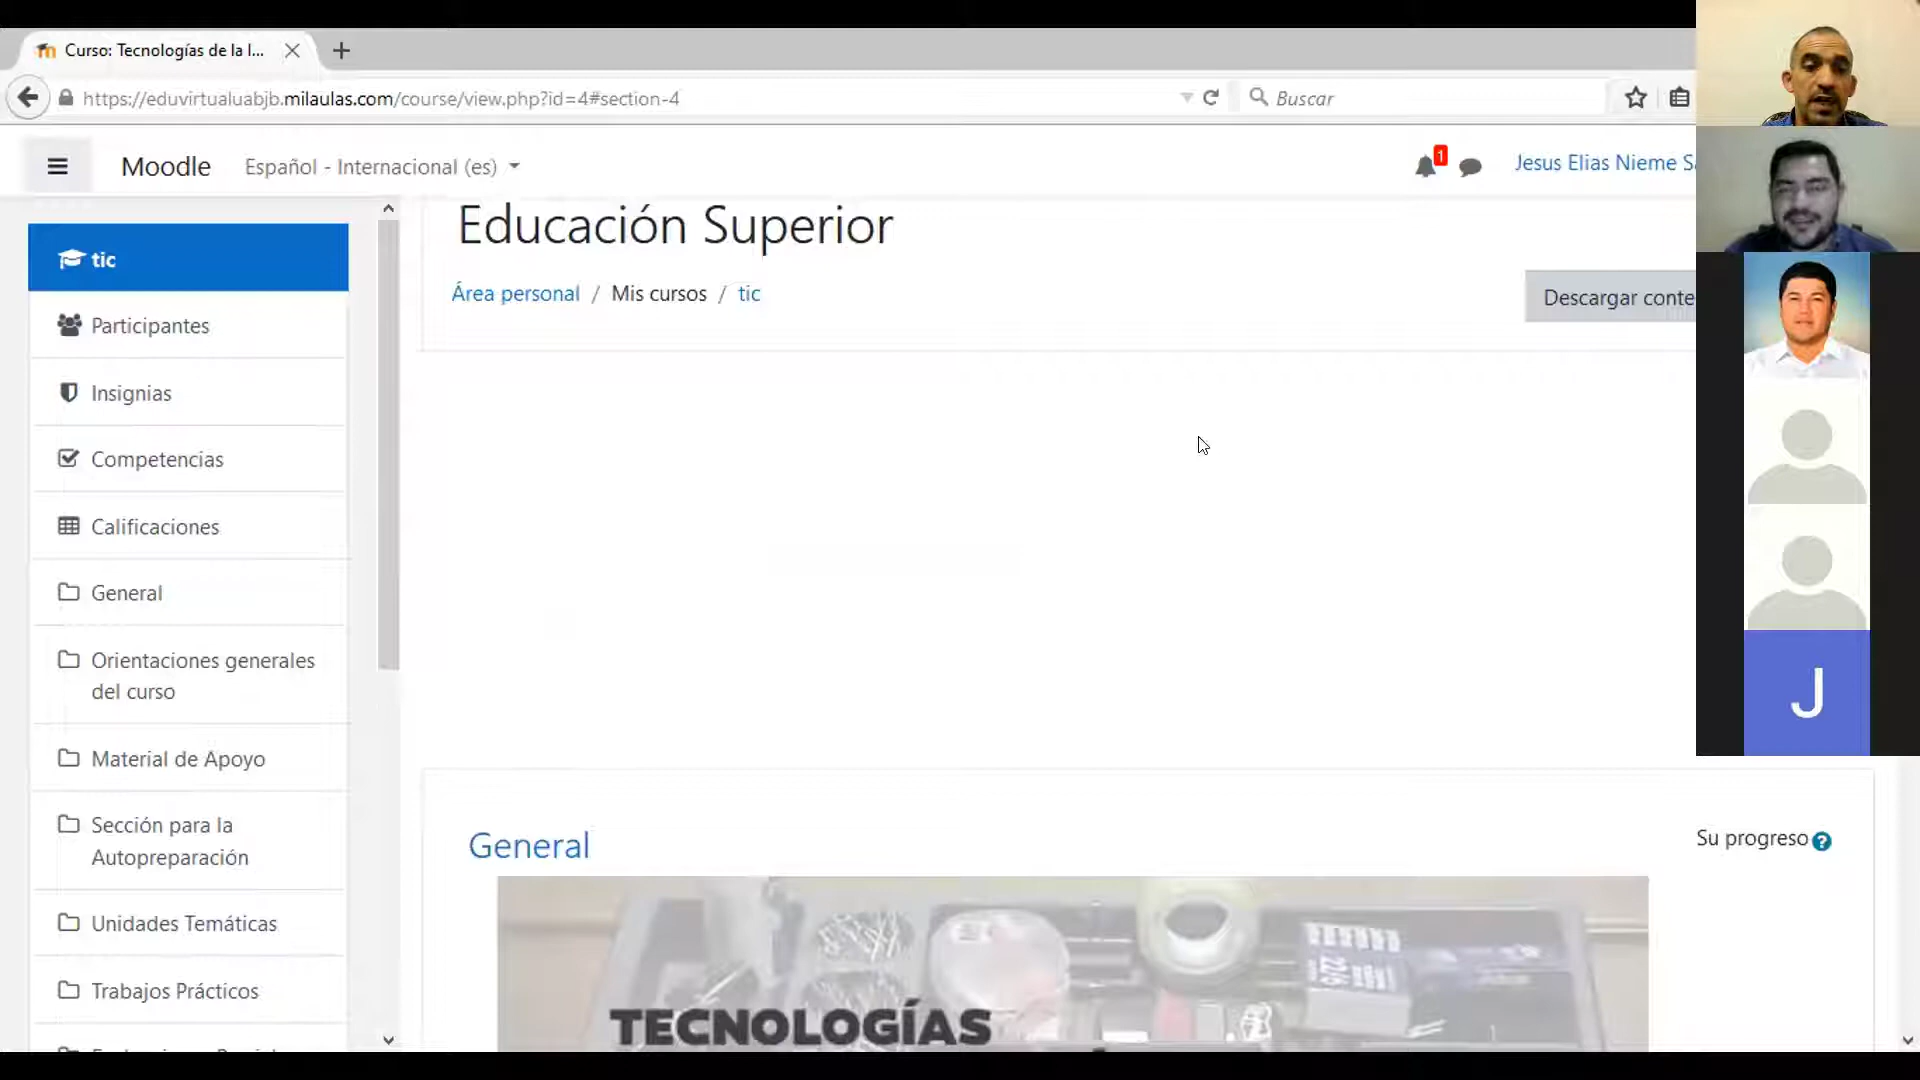 Curso: Tecnologías de la I...
https://eduvirtualuabjb.milaulas.com/course/view.php?id=4#section-4
Buscar
Moodle
Español - Internacional (es)
1
Jesus Elias Nieme Sa
tic
Participantes
Insignias
Competencias
Calificaciones
General
Orientaciones generales
del curso
Material de Apoyo
Sección para la
Autopreparación
Unidades Temáticas
Trabajos Prácticos
Educación Superior
Área personal / Mis cursos / tic
Descargar conte
General
Su progreso
TECNOLOGÍAS
J